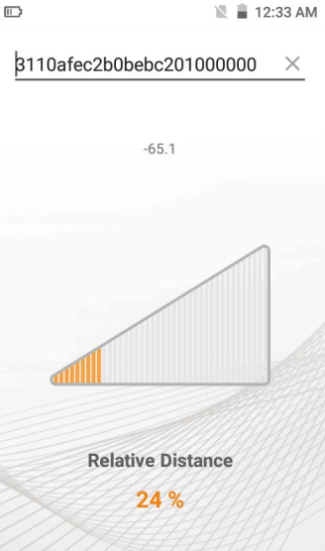 12:33 AM
3110afec2b0bebc201000000
-65.1
Relative Distance
24 %